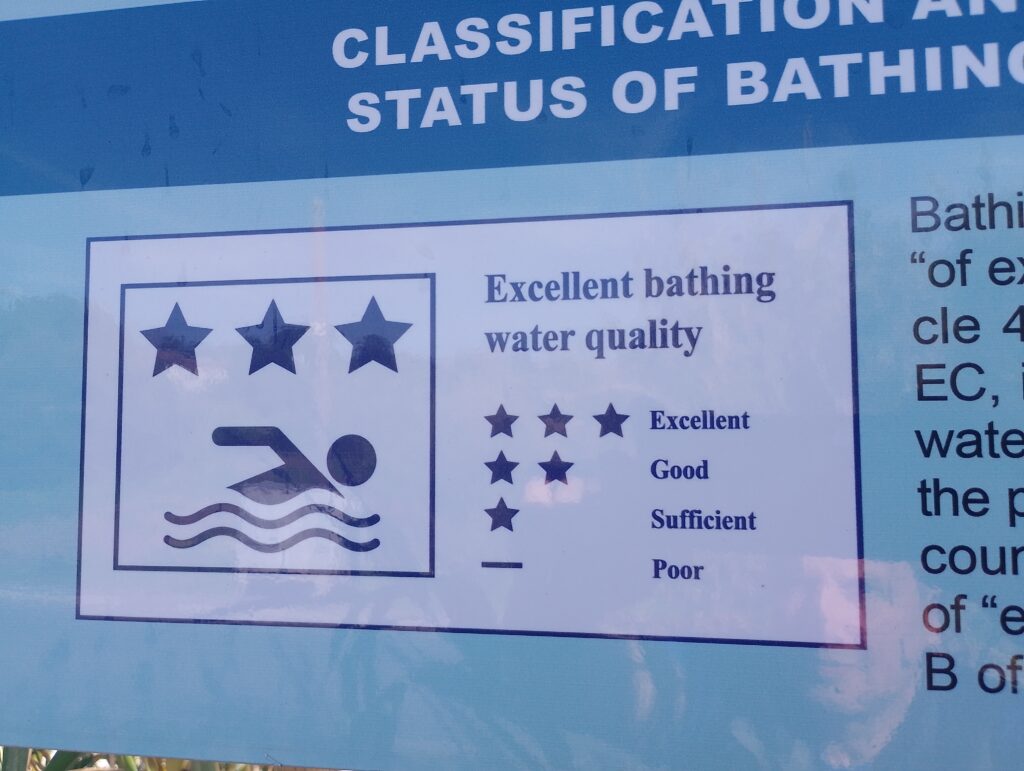 CLASSIFICATION AN
STATUS OF BATHING
Excellent bathing
water quality
Excellent
Good
Sufficient
Poor
Bathi
“of ex
cle 4
EC, i
wate
the p
coun
of “e
B of